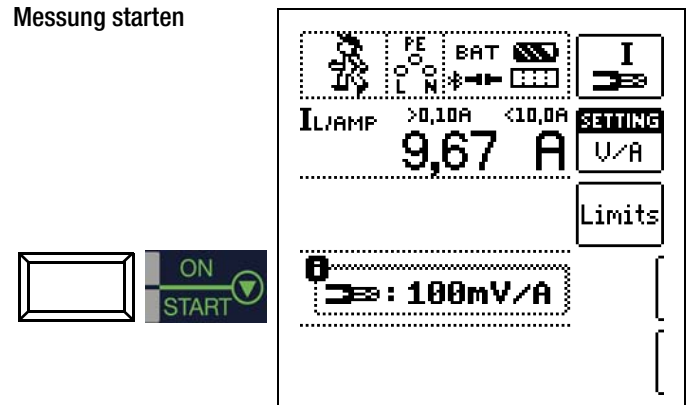 Messung starten
PE
L N
BAT
I
IL/AMP >0,10A <10,0A
9,67 A
SETTING
V/A
Limits
ON
START
: 100mV/A